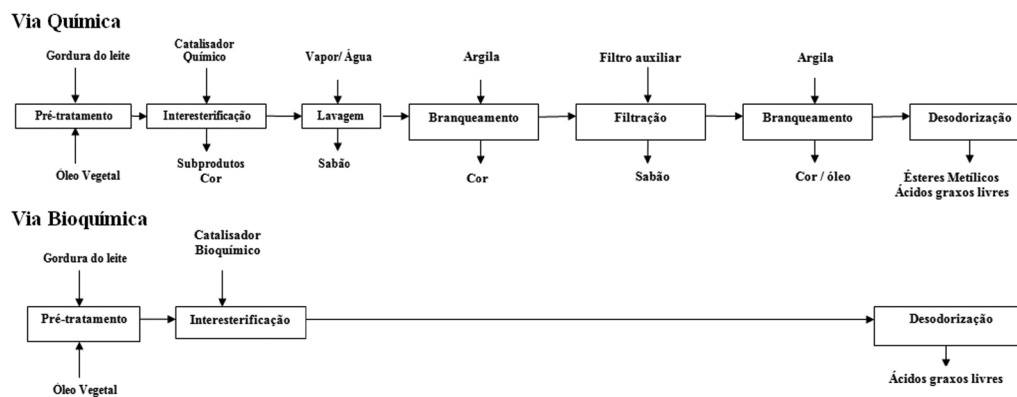 Via Química
Gordura do leite
Catalisador
Químico
Vapor/ Água
Argila
Filtro auxiliar
Argila
Pré-tratamento
Interesterificação
Lavagem
Branqueamento
Filtração
Branqueamento
Desodorização
Óleo Vegetal
Subprodutos
Cor
Sabão
Cor
Sabão
Cor / óleo
Ésteres Metílicos
Ácidos graxos livres
Via Bioquímica
Gordura do leite
Catalisador
Bioquímico
Pré-tratamento
Interesterificação
Desodorização
Óleo Vegetal
Ácidos graxos livres